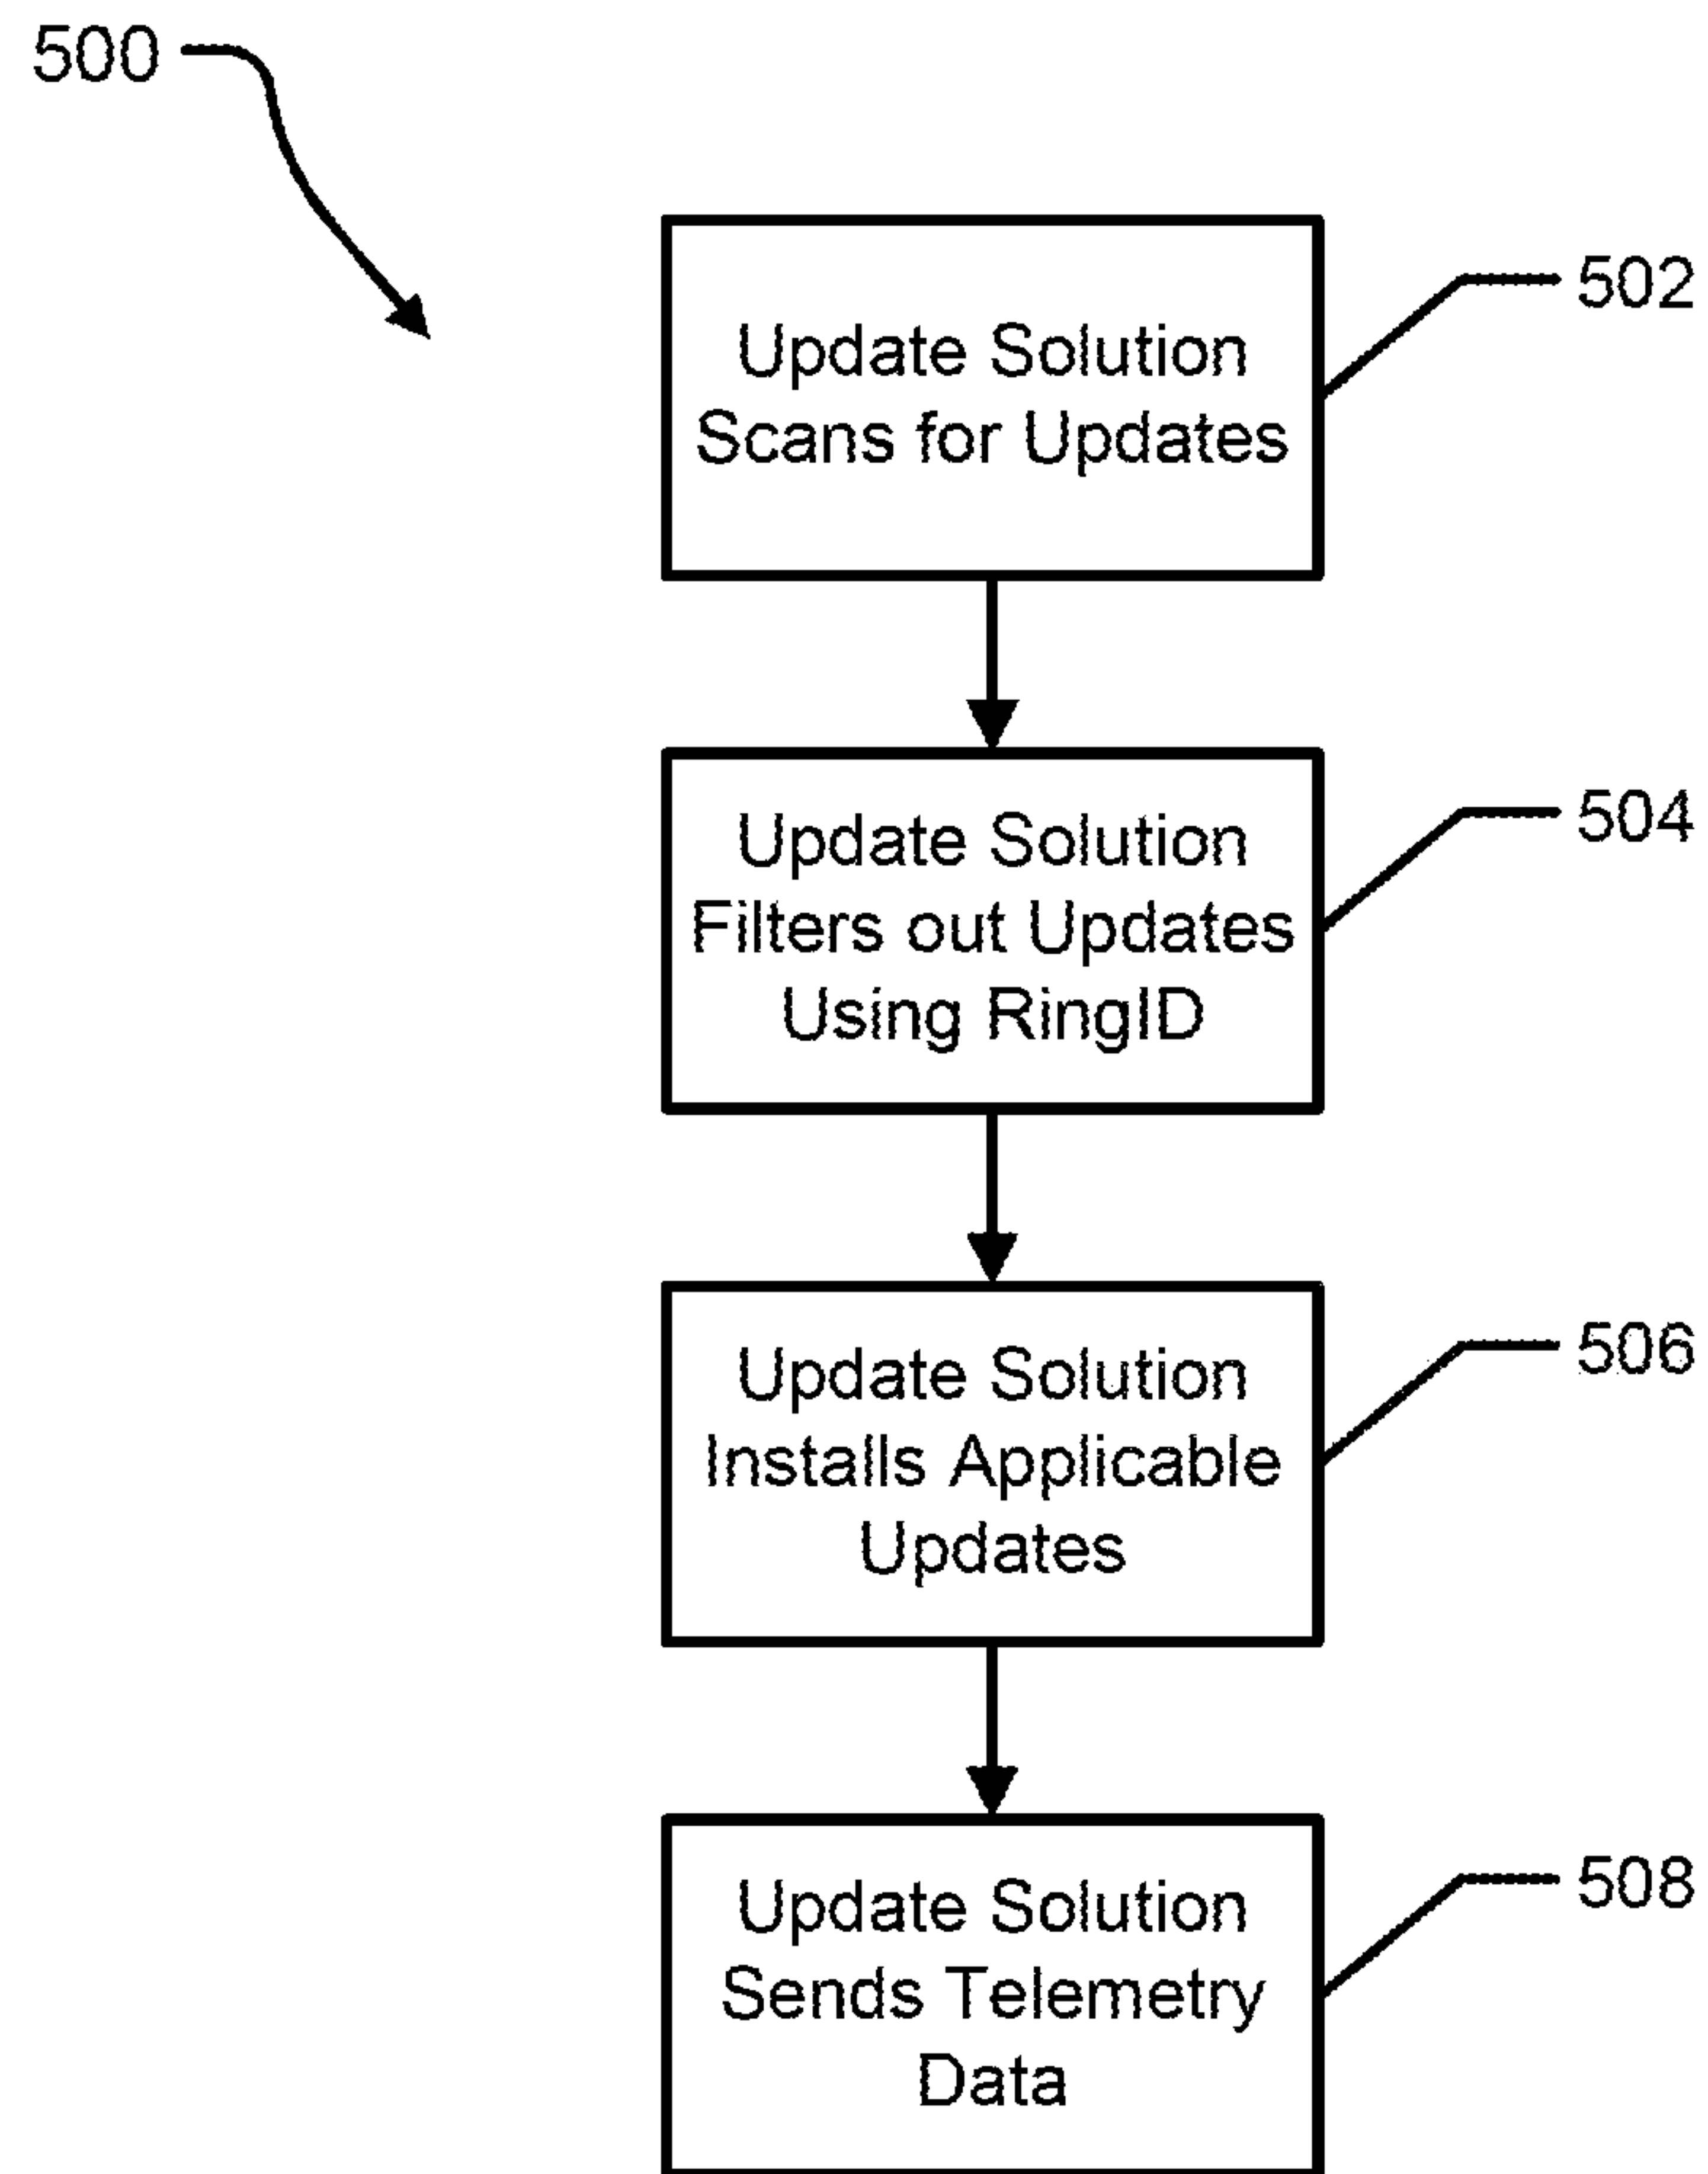 500
502
Update Solution
Scans for Updates
504
Update Solution
Filters out Updates
Using RingID
506
Update Solution
Installs Applicable
Updates
508
Update Solution
Sends Telemetry
Data